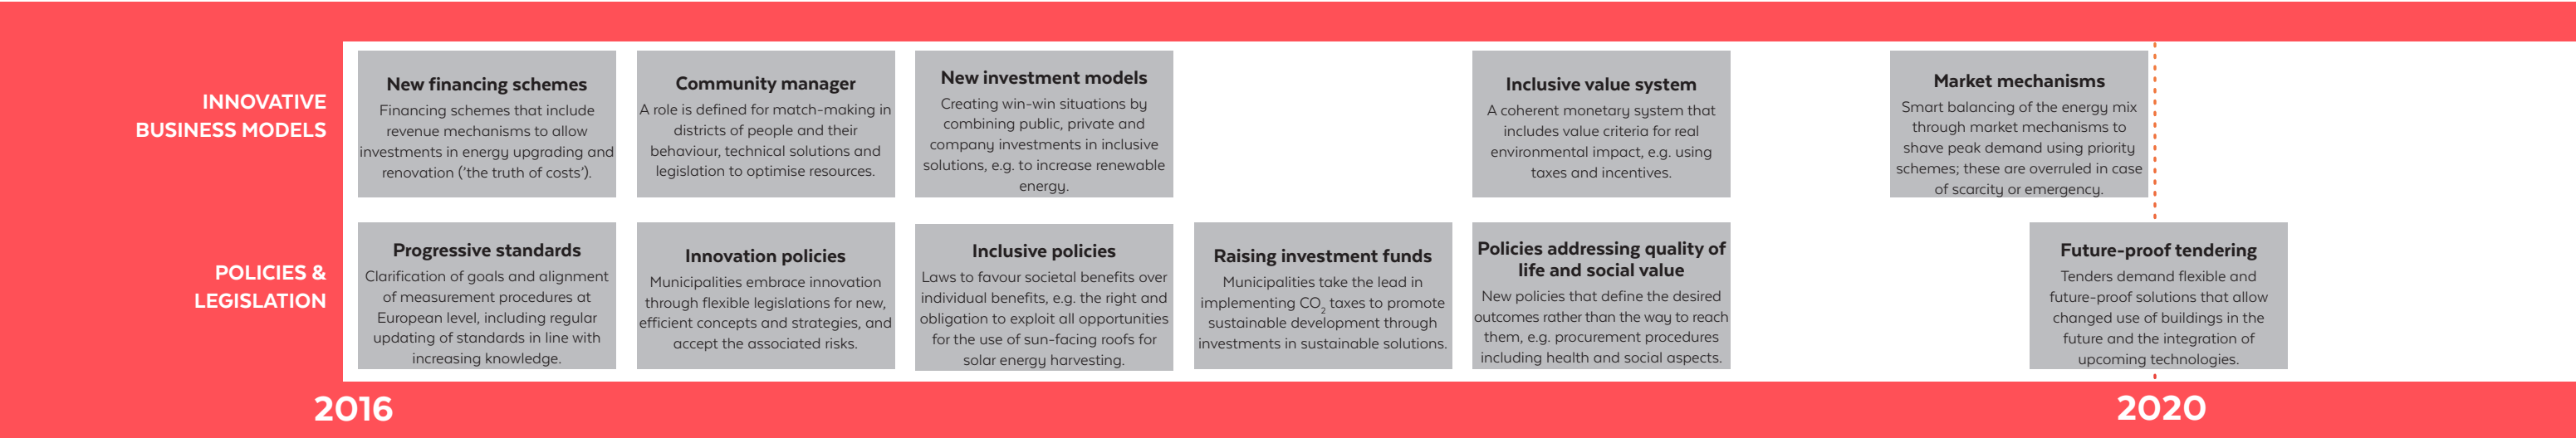 INNOVATIVE
BUSINESS MODELS
New financing schemes
Financing schemes that include
revenue mechanisms to allow
investments in energy upgrading and
renovation ('the truth of costs').
Community manager
A role is defined for match-making in
districts of people and their
behaviour, technical solutions and
legislation to optimise resources.
New investment models
Creating win-win situations by
combining public, private and
company investments in inclusive
solutions, e.g. to increase renewable
energy.
Inclusive value system
A coherent monetary system that
includes value criteria for real
environmental impact, e.g. using
taxes and incentives.
Market mechanisms
Smart balancing of the energy mix
through market mechanisms to
shave peak demand using priority
schemes; these are overruled in case
of scarcity or emergency.
POLICIES &
LEGISLATION
Progressive standards
Clarification of goals and alignment
of measurement procedures at
European level, including regular
updating of standards in line with
increasing knowledge.
Innovation policies
Municipalities embrace innovation
through flexible legislations for new,
efficient concepts and strategies, and
accept the associated risks.
Inclusive policies
Laws to favour societal benefits over
individual benefits, e.g. the right and
obligation to exploit all opportunities
for the use of sun-facing roofs for
solar energy harvesting.
Raising investment funds
Municipalities take the lead in
implementing CO₂ taxes to promote
sustainable development through
investments in sustainable solutions.
Policies addressing quality of
life and social value
New policies that define the desired
outcomes rather than the way to reach
them, e.g. procurement procedures
including health and social aspects.
Future-proof tendering
Tenders demand flexible and
future-proof solutions that allow
changed use of buildings in the
future and the integration of
upcoming technologies.
2016
2020